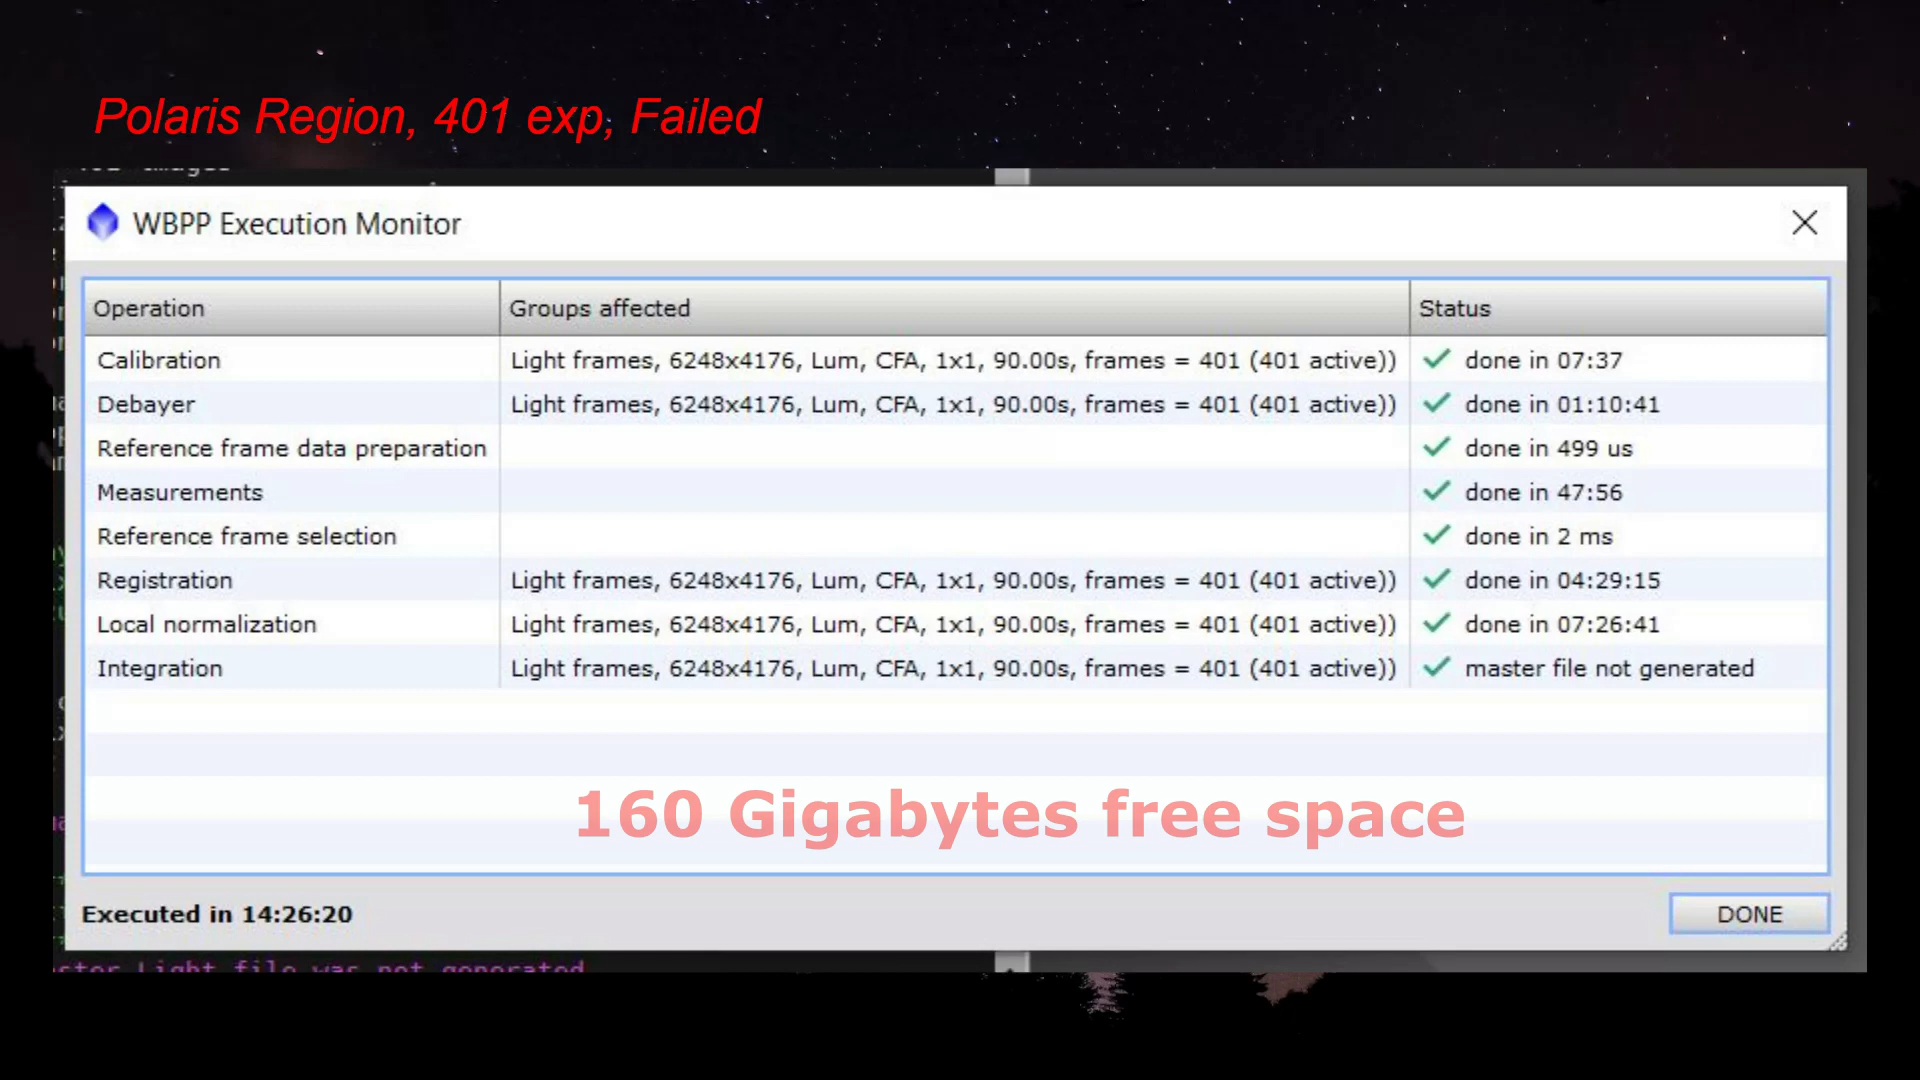 Polaris Region, 401 exp, Failed
WBPP Execution Monitor
Operation Groups affected Status
Calibration Light frames, 6248x4176, Lum, CFA, 1x1, 90.00s, frames = 401 (401 active)) done in 07:37
Debayer Light frames, 6248x4176, Lum, CFA, 1x1, 90.00s, frames = 401 (401 active)) done in 01:10:41
Reference frame data preparation done in 499 us
Measurements done in 47:56
Reference frame selection done in 2 ms
Registration Light frames, 6248x4176, Lum, CFA, 1x1, 90.00s, frames = 401 (401 active)) done in 04:29:15
Local normalization Light frames, 6248x4176, Lum, CFA, 1x1, 90.00s, frames = 401 (401 active)) done in 07:26:41
Integration Light frames, 6248x4176, Lum, CFA, 1x1, 90.00s, frames = 401 (401 active)) master file not generated
160 Gigabytes free space
Executed in 14:26:20 DONE
Light file was not generated